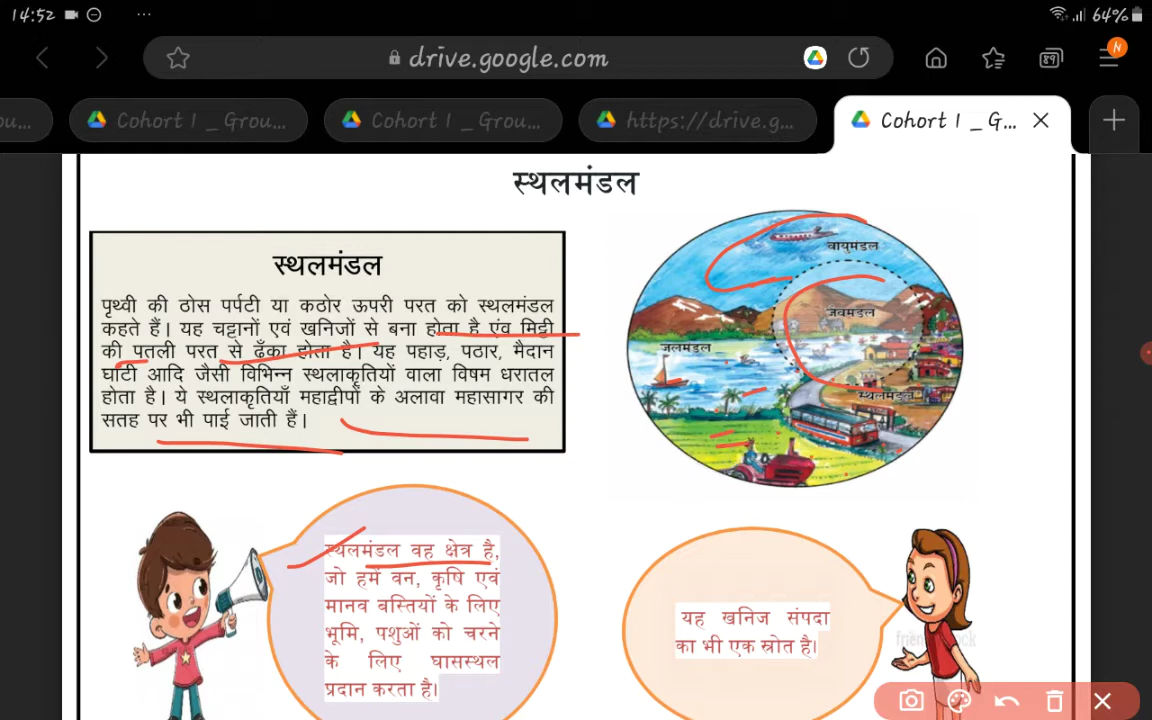 14:52
64%
drive.google.com
89
N
ou...
Cohort 1 _ Grou...
Cohort 1 _ Grou...
https://drive.g...
Cohort 1 _ G...
स्थलमंडल
स्थलमंडल
पृथ्वी की ठोस पर्पटी या कठोर ऊपरी परत को स्थलमंडल
कहते हैं। यह चट्टानों एवं खनिजों से बना होता है एंव मिट्टी
की पतली परत से ढँका होता है। यह पहाड़, पठार, मैदान
घाटी आदि जैसी विभिन्न स्थलाकृतियों वाला विषम धरातल
होता है। ये स्थलाकृतियाँ महाद्वीपों के अलावा महासागर की
सतह पर भी पाई जाती हैं।
वायुमंडल
जैवमंडल
जलमंडल
स्थलमंडल
स्थलमंडल वह क्षेत्र है,
जो हमें वन, कृषि एवं
मानव बस्तियों के लिए
भूमि, पशुओं को चरने
के लिए घासस्थल
प्रदान करता है।
यह खनिज संपदा
का भी एक स्रोत है।